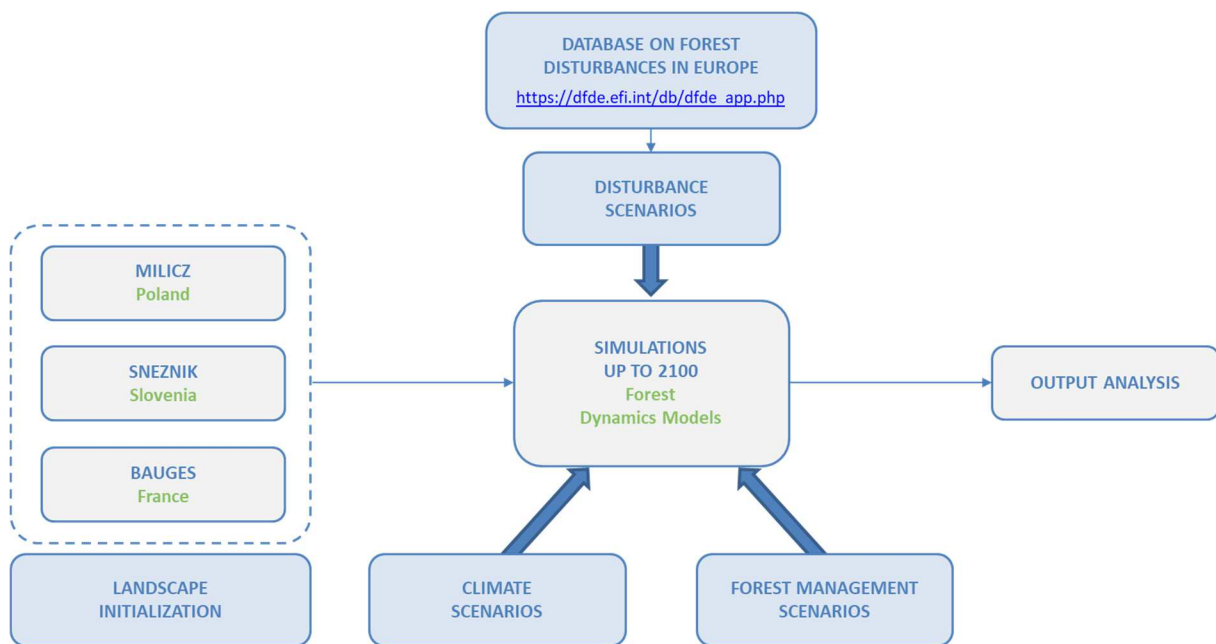 DATABASE ON FOREST
DISTURBANCES IN EUROPE
https://dfde.efi.int/db/dfde_app.php
DISTURBANCE
SCENARIOS
MILICZ
Poland
SNEZNIK
Slovenia
BAUGES
France
LANDSCAPE
INITIALIZATION
SIMULATIONS
UP TO 2100
Forest
Dynamics Models
OUTPUT ANALYSIS
CLIMATE
SCENARIOS
FOREST MANAGEMENT
SCENARIOS